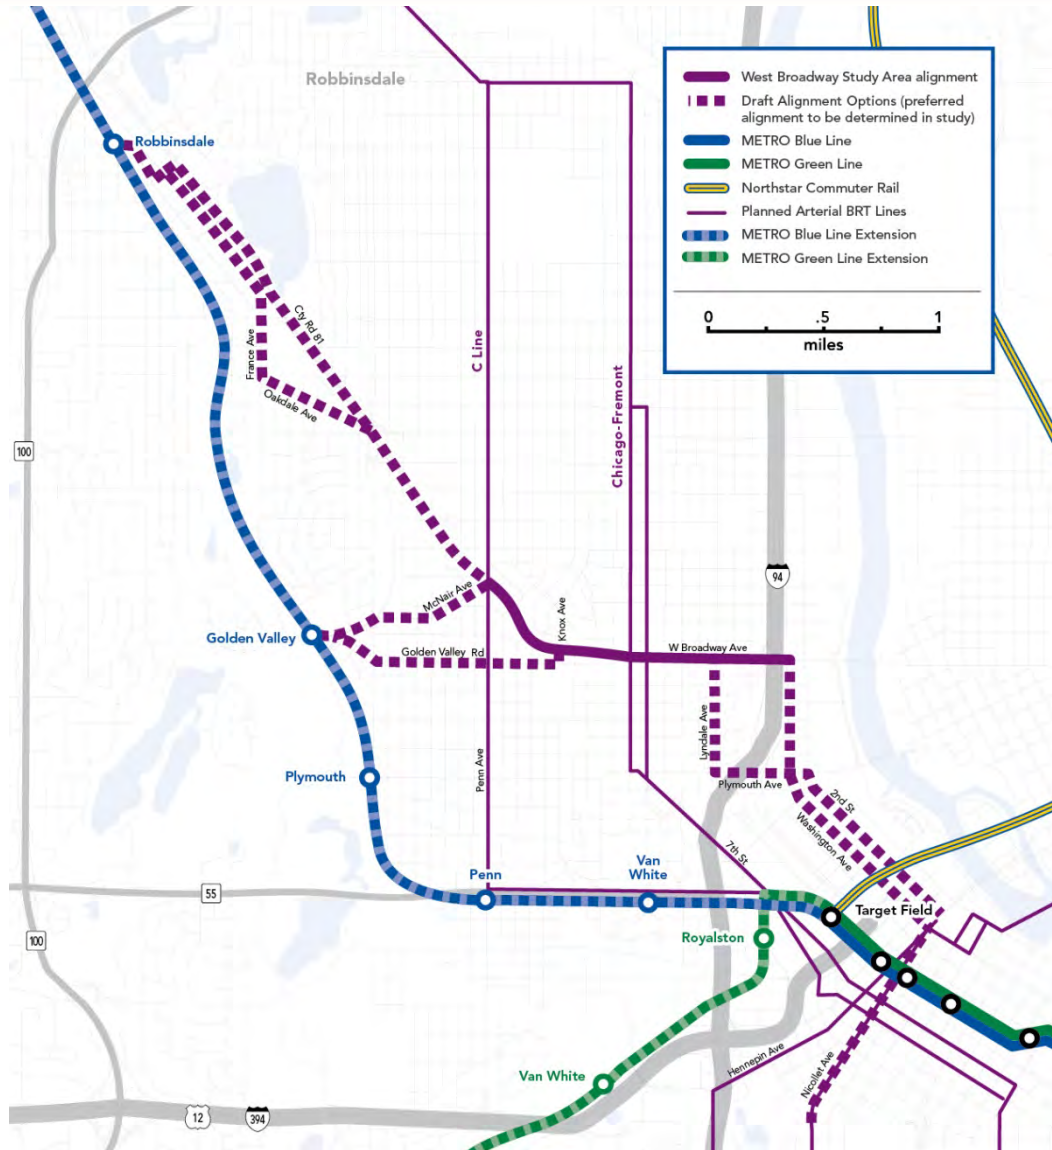 Robbinsdale
West Broadway Study Area alignment
Draft Alignment Options (preferred
alignment to be determined in study)
METRO Blue Line
METRO Green Line
Northstar Commuter Rail
Planned Arterial BRT Lines
METRO Blue Line Extension
METRO Green Line Extension
0 .5 1
miles
Robbinsdale
Cty Rd 81
France Ave
Oakdale Ave
C Line
Chicago-Fremont
100
94
McNair Ave
Knox Ave
Golden Valley
Golden Valley Rd
W Broadway Ave
Lyndale Ave
Plymouth
Penn Ave
Plymouth Ave
2nd St
Washington Ave
7th St
Penn
Van
White
55
Target Field
Royalston
100
Hennepin Ave
Nicollet Ave
Van White
12
394